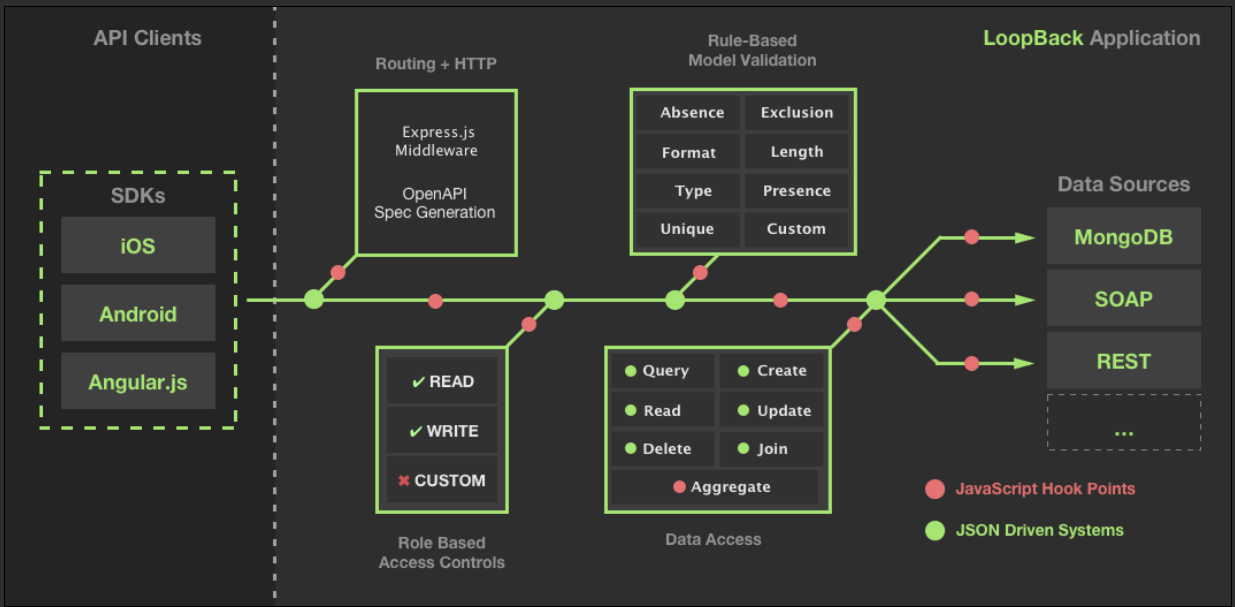 API Clients
LoopBack Application
Routing + HTTP
Express.js
Middleware
OpenAPI
Spec Generation
Rule-Based
Model Validation
Absence
Exclusion
Format
Length
Type
Presence
Unique
Custom
SDKs
iOS
Android
Angular.js
Data Sources
MongoDB
SOAP
REST
...
✔ READ
✔ WRITE
✖ CUSTOM
Role Based
Access Controls
Query
Create
Read
Update
Delete
Join
Aggregate
Data Access
JavaScript Hook Points
JSON Driven Systems